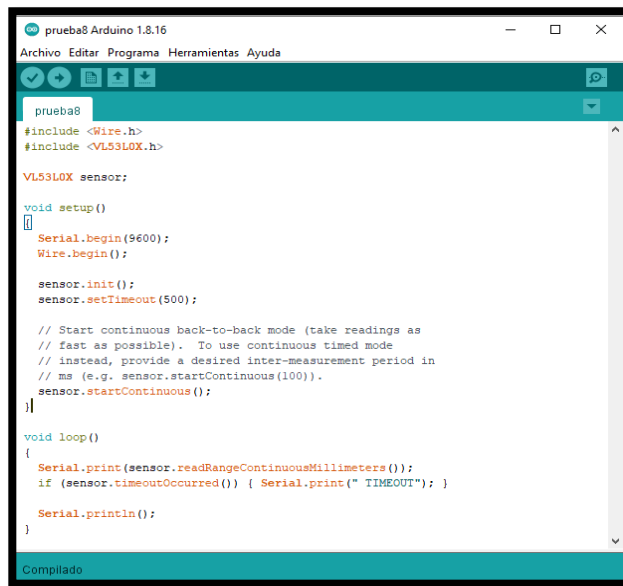 prueba8 Arduino 1.8.16
Archivo Editar Programa Herramientas Ayuda
prueba8
#include <Wire.h>
#include <VL53L0X.h>
VL53L0X sensor;
void setup()
{
Serial.begin(9600);
Wire.begin();
sensor.init();
sensor.setTimeout(500);
// Start continuous back-to-back mode (take readings as
// fast as possible).  To use continuous timed mode
// instead, provide a desired inter-measurement period in
// ms (e.g. sensor.startContinuous(100)).
sensor.startContinuous();
}
void loop()
{
Serial.print(sensor.readRangeContinuousMillimeters());
if (sensor.timeoutOccurred()) { Serial.print(" TIMEOUT"); }
Serial.println();
}
Compilado